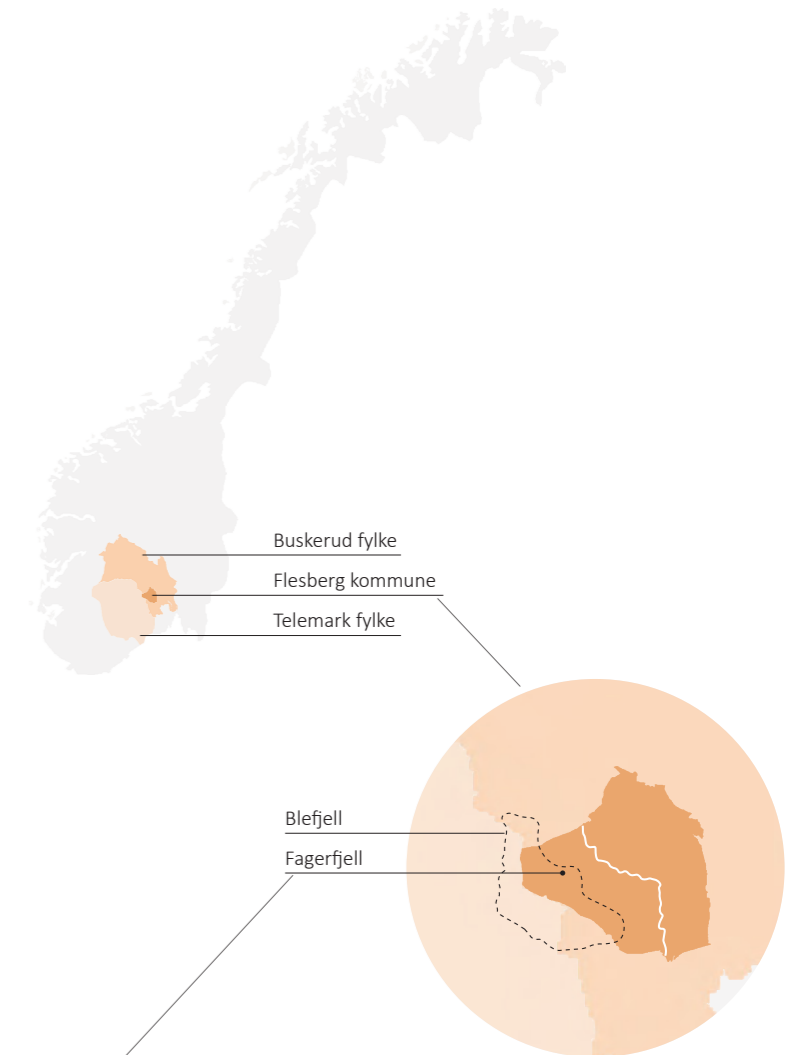 Buskerud fylke
Flesberg kommune
Telemark fylke
Blefjell
Fagerfjell